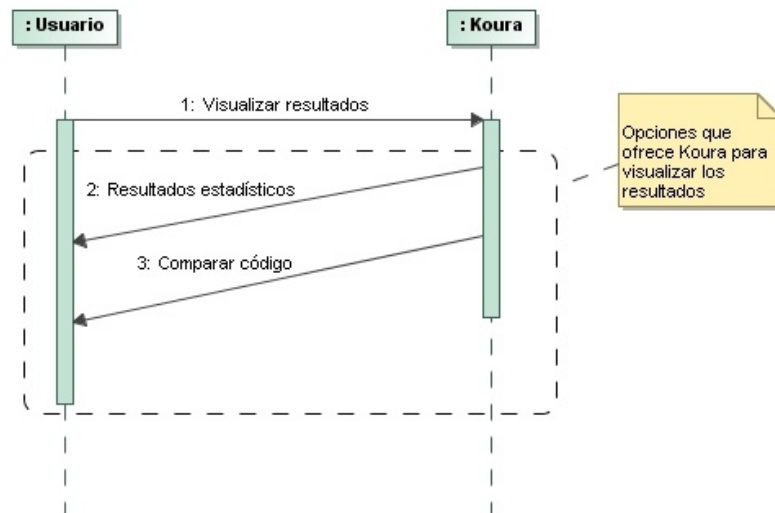 : Usuario
: Koura
1: Visualizar resultados
Opciones que
ofrece Koura para
visualizar los
resultados
2: Resultados estadísticos
3: Comparar código